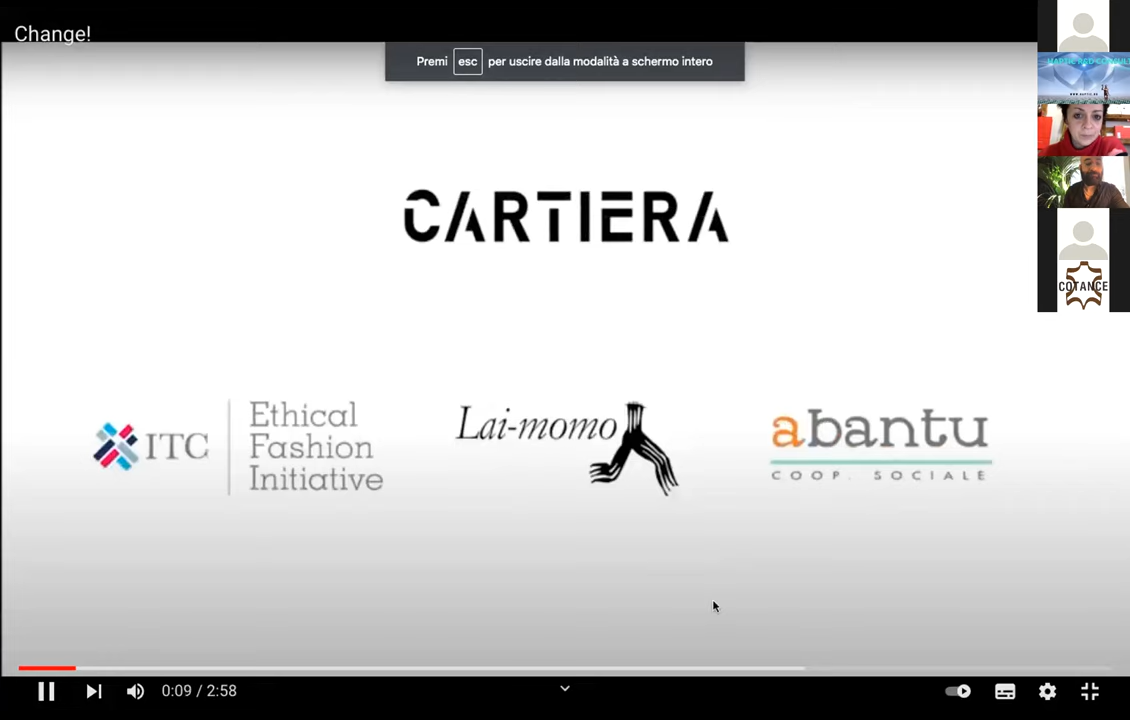 Change!
Premi esc per uscire dalla modalità a schermo intero
CARTIERA
ITC
Ethical
Fashion
Initiative
Lai-momo
abantu
COOP. SOCIALE
COTANCE
0:09 / 2:58